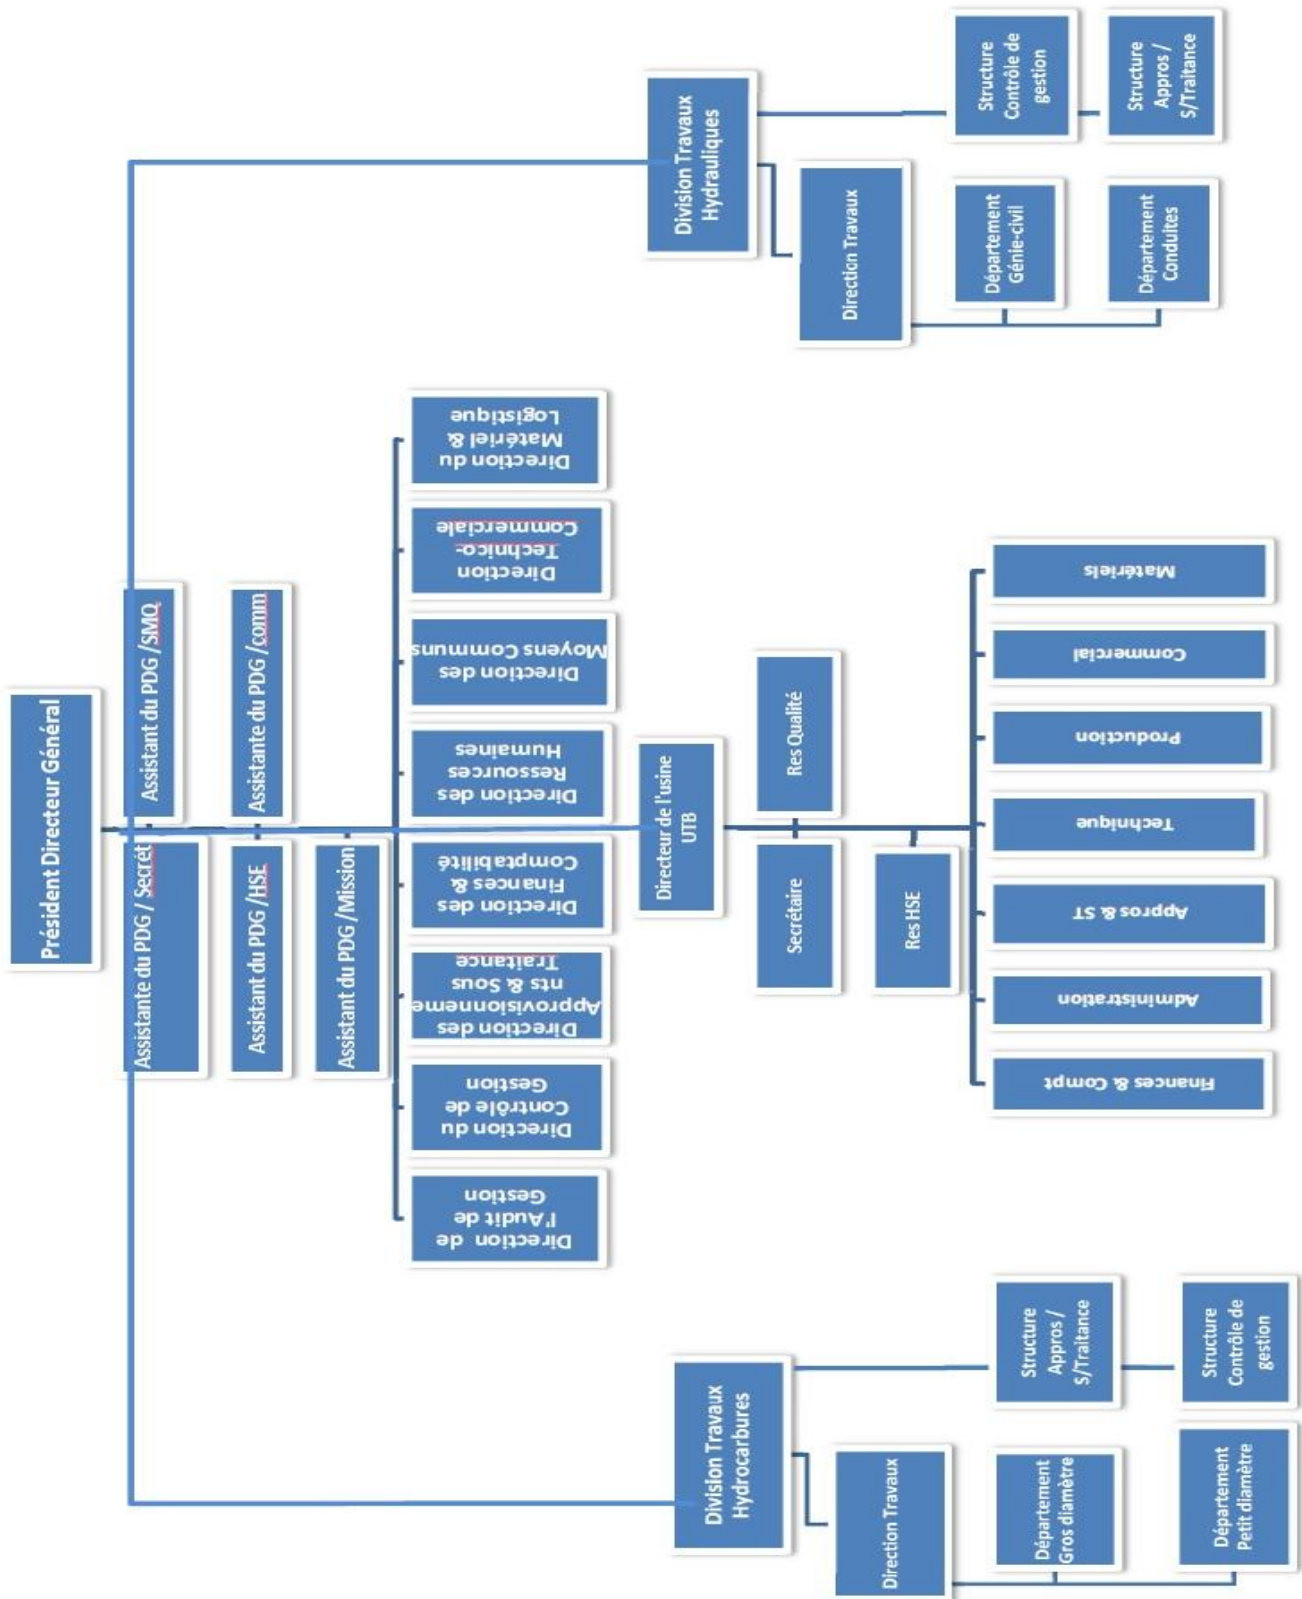 Président Directeur Général
Assistante du PDG / Secrét
Assistant du PDG /SMQ
Assistant du PDG /HSE
Assistante du PDG /comm
Assistant du PDG /Mission
Direction de
l'Audit de
Gestion
Direction du
Contrôle de
Gestion
Direction des
Approvisionneme
nts & Sous
Traitance
Direction des
Finances &
Comptabilité
Direction des
Ressources
Humaines
Direction des
Moyens Communs
Direction
Technico-
Commerciale
Direction du
Matériel &
Logistique
Division Travaux
Hydrocarbures
Direction Travaux
Département
Gros diamètre
Département
Petit diamètre
Structure
Appros /
S/Traitance
Structure
Contrôle de
gestion
Directeur de l'usine
UTB
Secrétaire
Res Qualité
Res HSE
Finances & Compt
Administration
Appros & ST
Technique
Production
Commercial
Matériels
Division Travaux
Hydrauliques
Direction Travaux
Département
Génie-civil
Département
Conduites
Structure
Contrôle de
gestion
Structure
Appros /
S/Traitance